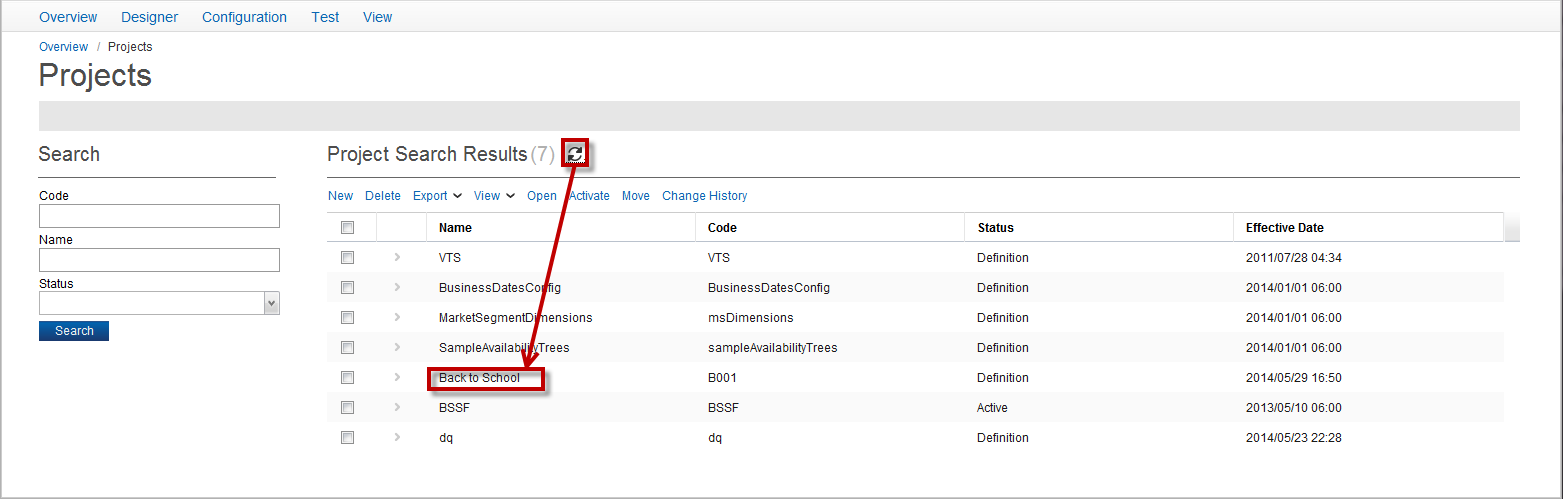 Overview Designer Configuration Test View
Overview / Projects
Projects
Search
Code
Name
Status
Search
Project Search Results (7)
New Delete Export View Open Activate Move Change History
Name Code Status Effective Date
VTS VTS Definition 2011/07/28 04:34
BusinessDatesConfig BusinessDatesConfig Definition 2014/01/01 06:00
MarketSegmentDimensions msDimensions Definition 2014/01/01 06:00
SampleAvailabilityTrees sampleAvailabilityTrees Definition 2014/01/01 06:00
Back to School B001 Definition 2014/05/29 16:50
BSSF BSSF Active 2013/05/10 06:00
dq dq Definition 2014/05/23 22:28